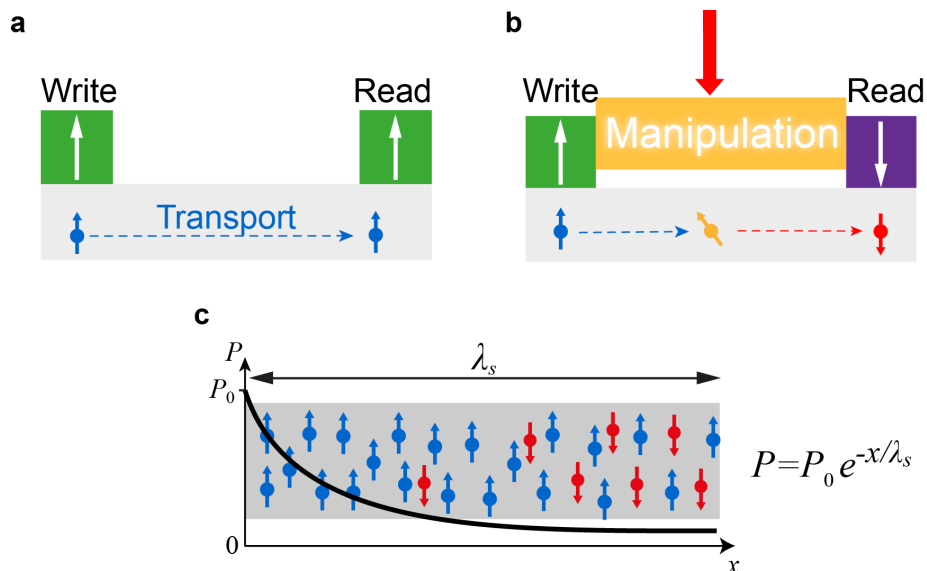 a
Write
Read
Transport
b
Write
Read
Manipulation
c
P
P₀
λₛ
0
x
P=P₀e^{-x/λₛ}